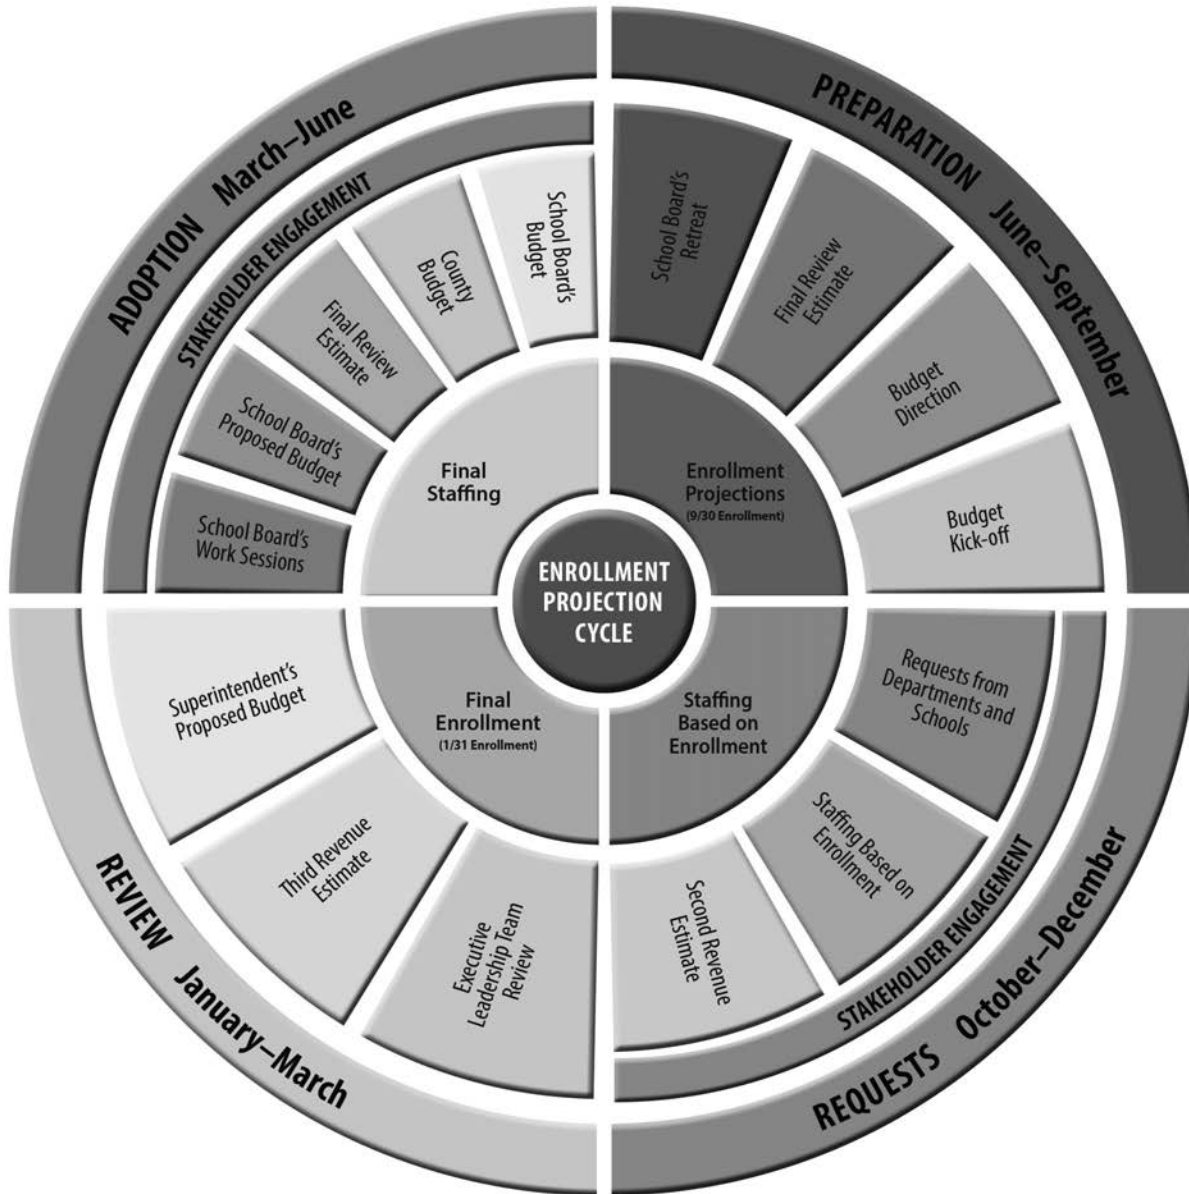 PREPARATION June–September
School Board's
Retreat
Final Review
Estimate
Budget
Direction
Budget
Kick-off
Enrollment
Projections
(9/30 Enrollment)
REQUESTS October–December
STAKEHOLDER ENGAGEMENT
Requests from
Departments and
Schools
Staffing Based on
Enrollment
Second Revenue
Estimate
Staffing
Based on
Enrollment
REVIEW January–March
Executive
Leadership Team
Review
Third Revenue
Estimate
Superintendent's
Proposed Budget
Final
Enrollment
(1/31 Enrollment)
ADOPTION March–June
STAKEHOLDER ENGAGEMENT
School Board's
Work Sessions
School Board's
Proposed Budget
Final Review
Estimate
County
Budget
School Board's
Budget
Final
Staffing
ENROLLMENT
PROJECTION
CYCLE